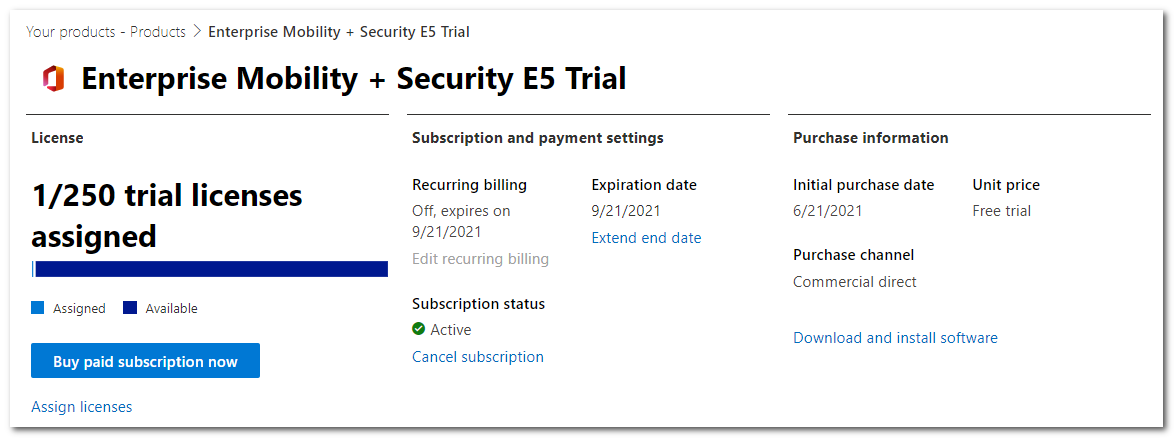 Your products - Products > Enterprise Mobility + Security E5 Trial
Enterprise Mobility + Security E5 Trial
License
1/250 trial licenses
assigned
Assigned
Available
Buy paid subscription now
Assign licenses
Subscription and payment settings
Recurring billing
Off, expires on
9/21/2021
Edit recurring billing
Expiration date
9/21/2021
Extend end date
Subscription status
Active
Cancel subscription
Purchase information
Initial purchase date
6/21/2021
Unit price
Free trial
Purchase channel
Commercial direct
Download and install software